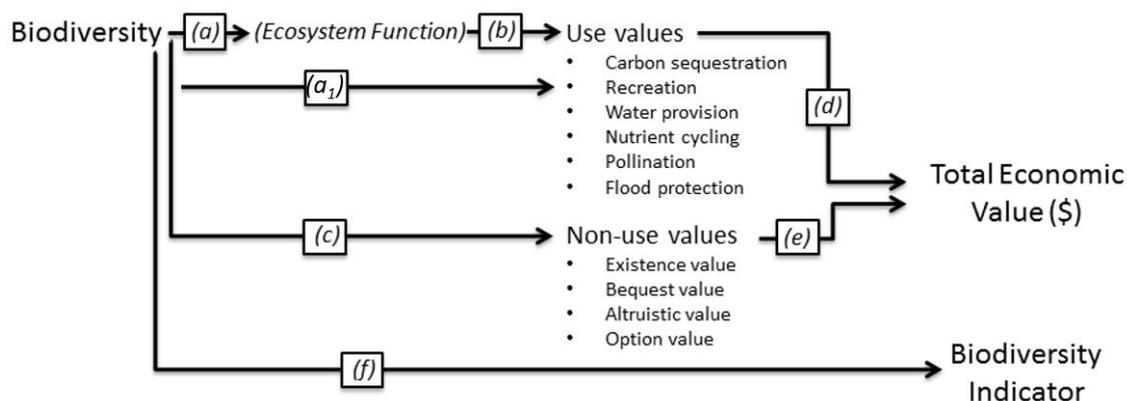 Biodiversity (a) (Ecosystem Function) (b) Use values
• Carbon sequestration
(a₁) • Recreation
• Water provision
(d)
• Nutrient cycling
• Pollination
• Flood protection
Total Economic
Value ($)
(c) Non-use values (e)
• Existence value
• Bequest value
• Altruistic value
• Option value
(f)
Biodiversity
Indicator